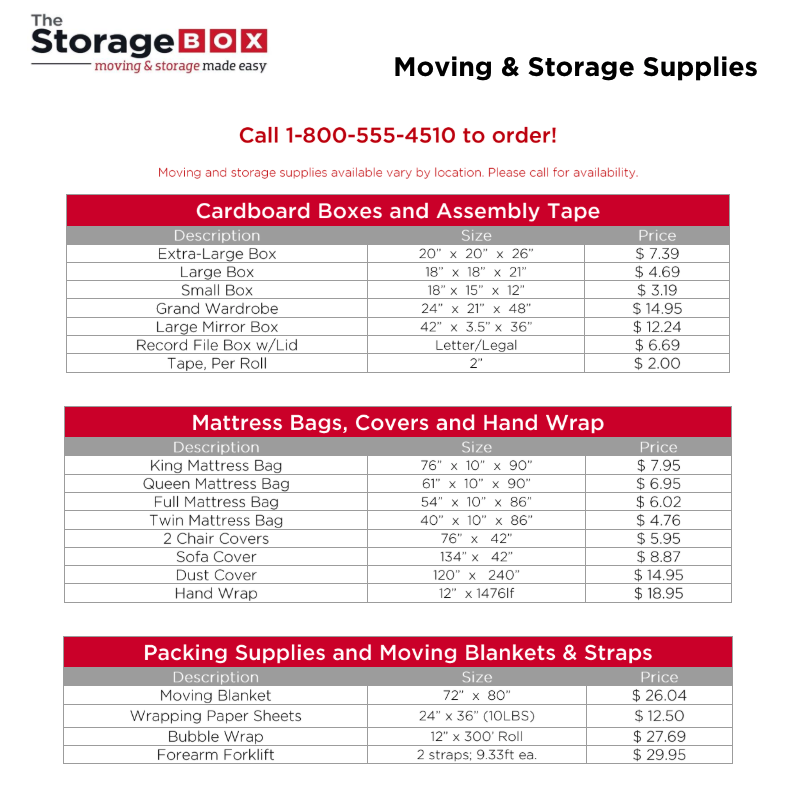 The
Storage BOX
moving & storage made easy
Moving & Storage Supplies
Call 1-800-555-4510 to order!
Moving and storage supplies available vary by location. Please call for availability.
Cardboard Boxes and Assembly Tape
Description Size Price
Extra-Large Box 20” x 20” x 26” $ 7.39
Large Box 18” x 18” x 21” $ 4.69
Small Box 18” x 15” x 12” $ 3.19
Grand Wardrobe 24” x 21” x 48” $ 14.95
Large Mirror Box 42” x 3.5” x 36” $ 12.24
Record File Box w/Lid Letter/Legal $ 6.69
Tape, Per Roll 2” $ 2.00
Mattress Bags, Covers and Hand Wrap
Description Size Price
King Mattress Bag 76” x 10” x 90” $ 7.95
Queen Mattress Bag 61” x 10” x 90” $ 6.95
Full Mattress Bag 54” x 10” x 86” $ 6.02
Twin Mattress Bag 40” x 10” x 86” $ 4.76
2 Chair Covers 76” x 42” $ 5.95
Sofa Cover 134” x 42” $ 8.87
Dust Cover 120” x 240” $ 14.95
Hand Wrap 12” x 1476lf $ 18.95
Packing Supplies and Moving Blankets & Straps
Description Size Price
Moving Blanket 72” x 80” $ 26.04
Wrapping Paper Sheets 24” x 36” (10LBS) $ 12.50
Bubble Wrap 12” x 300’ Roll $ 27.69
Forearm Forklift 2 straps; 9.33ft ea. $ 29.95